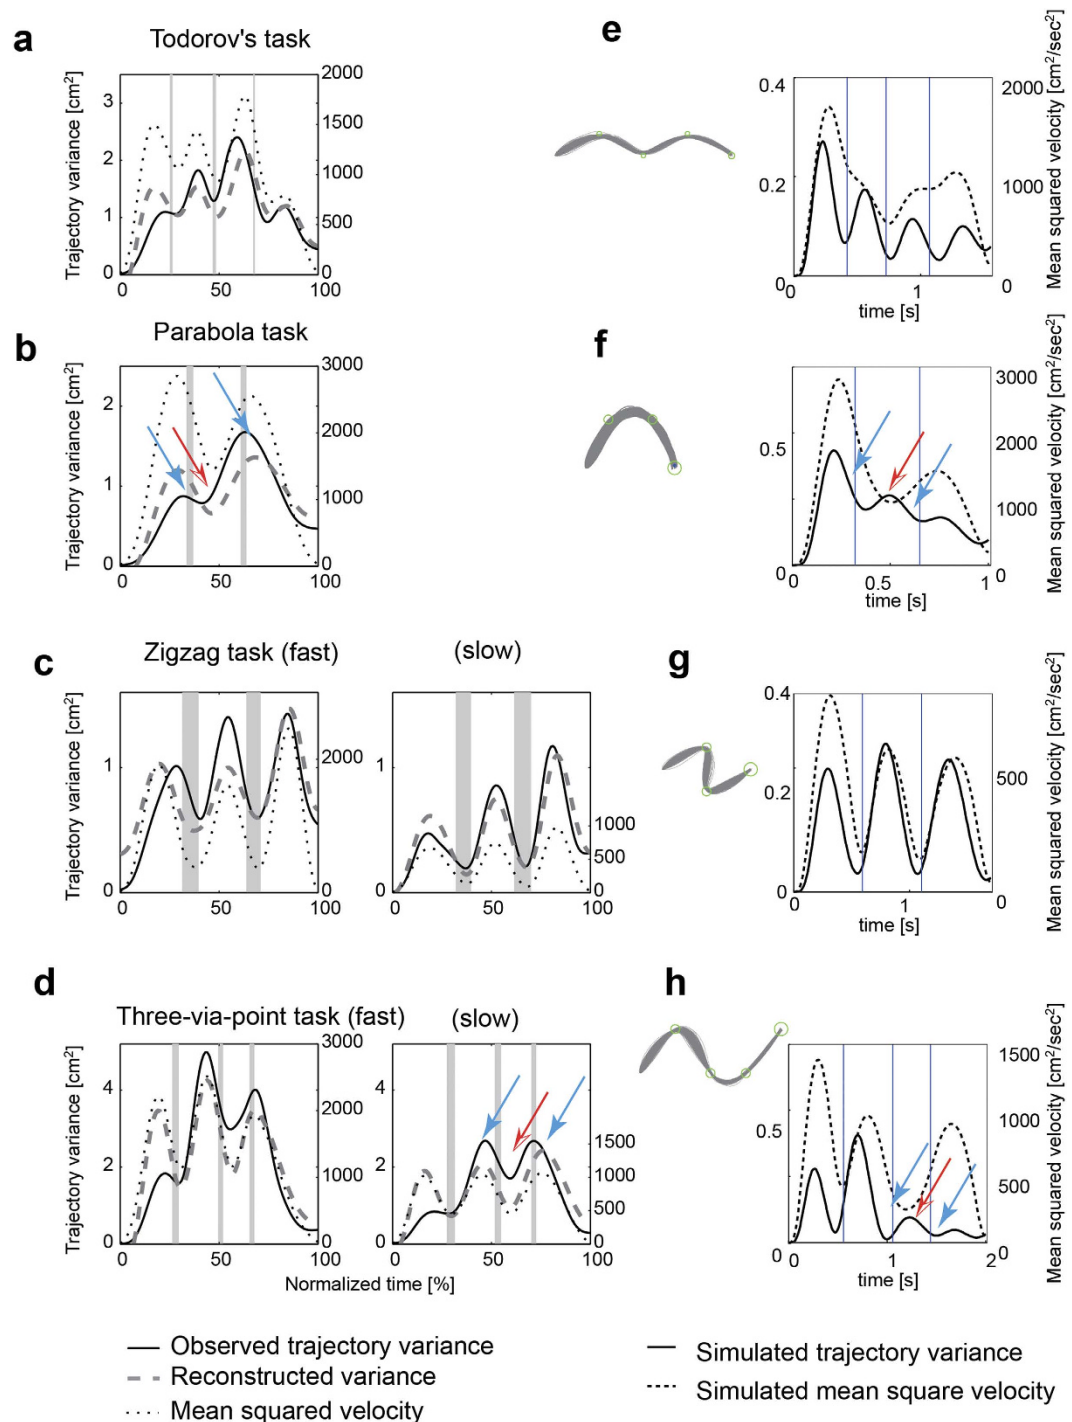 a
Todorov's task
Trajectory variance [cm²]
3
2
1
0
2000
1500
1000
500
0
0
50
100
e
0.4
0.2
0
2000
1000
0
0
1
time [s]
Mean squared velocity [cm²/sec²]
b
Parabola task
Trajectory variance [cm²]
2
1
0
3000
2000
1000
0
0
50
100
f
0.5
0
3000
2000
1000
0
0
0.5
1
time [s]
Mean squared velocity [cm²/sec²]
c
Zigzag task (fast)
(slow)
Trajectory variance [cm²]
1
0
2000
1000
0
0
50
100
1
0
1000
500
0
0
50
100
g
0.4
0.2
0
500
0
0
1
time [s]
Mean squared velocity [cm²/sec²]
d
Three-via-point task (fast)
(slow)
Trajectory variance [cm²]
4
2
0
3000
2000
1000
0
0
50
100
4
2
0
1500
1000
500
0
0
50
100
Normalized time [%]
h
0.5
0
1500
1000
500
0
0
1
2
time [s]
Mean squared velocity [cm²/sec²]
Observed trajectory variance
Reconstructed variance
Mean squared velocity
Simulated trajectory variance
Simulated mean square velocity